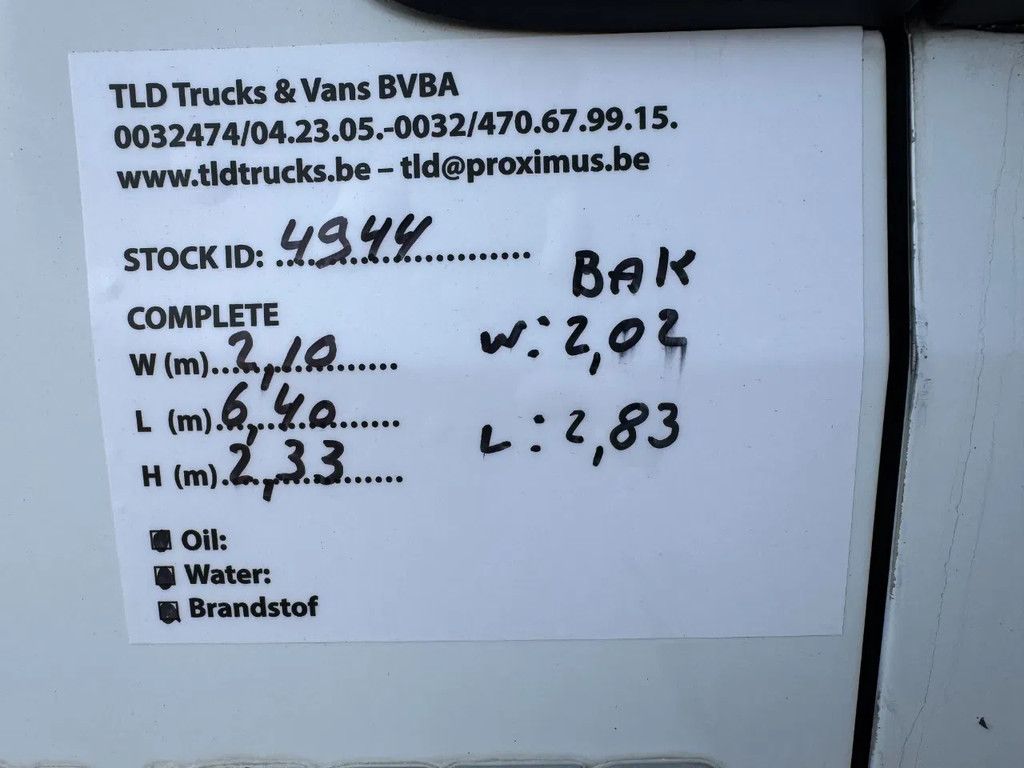 TLD Trucks & Vans BVBA
0032474/04.23.05.-0032/470.67.99.15.
www.tldtrucks.be – tld@proximus.be
STOCK ID: 4944
COMPLETE
W (m) 2,10
L (m) 6,40
H (m) 2,33
BAK
W: 2,02
L: 2,83
Oil:
Water:
Brandstof